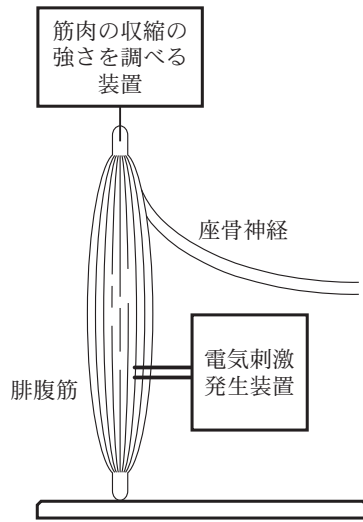 筋肉の収縮の
強さを調べる
装置
座骨神経
電気刺激
発生装置
腓腹筋